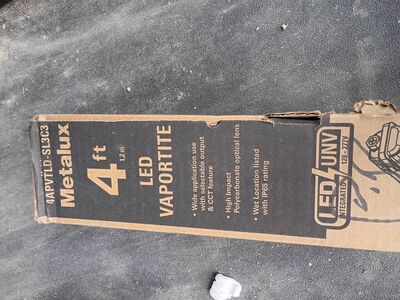 4APVTLD-SL3C3
Metalux
4 ft
1.2 m
LED
VAPORTITE
• Wide application use
with selectable output
& CCT feature
• High Impact
Polycarbonate optical lens
• Wet Location listed
with IP65 rating
LED UNV
INTEGRATED 120-277V